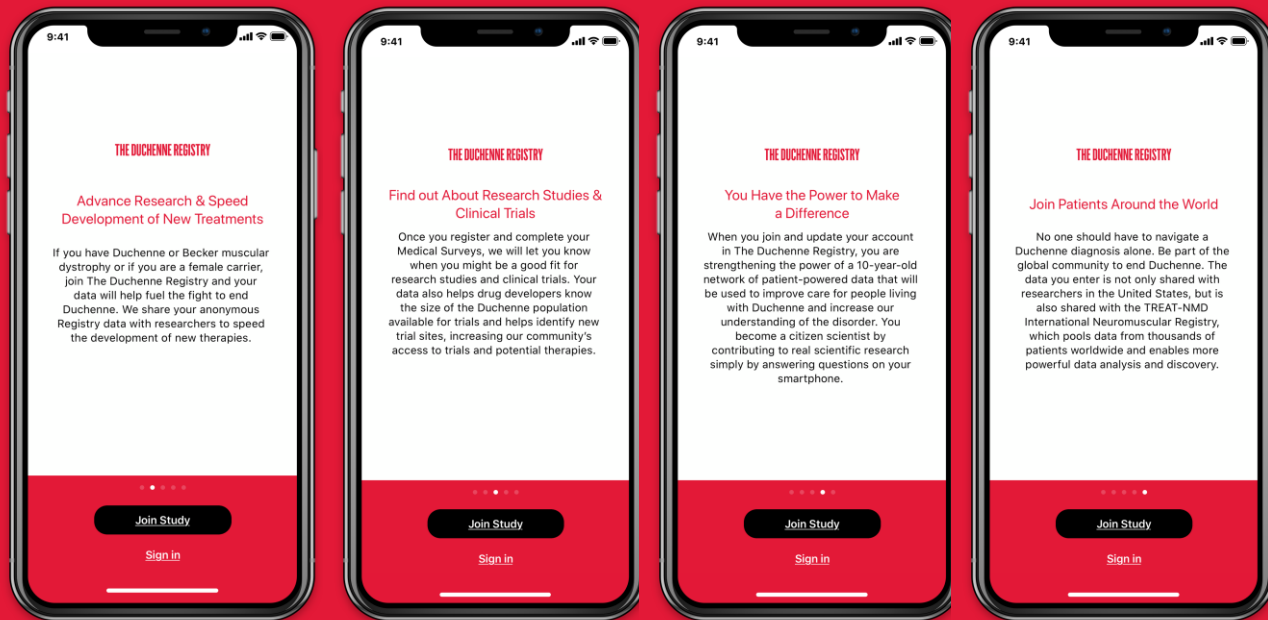 9:41
THE DUCHENNE REGISTRY
Advance Research & Speed
Development of New Treatments
If you have Duchenne or Becker muscular
dystrophy or if you are a female carrier,
join The Duchenne Registry and your
data will help fuel the fight to end
Duchenne. We share your anonymous
Registry data with researchers to speed
the development of new therapies.
Join Study
Sign in
9:41
THE DUCHENNE REGISTRY
Find out About Research Studies &
Clinical Trials
Once you register and complete your
Medical Surveys, we will let you know
when you might be a good fit for
research studies and clinical trials. Your
data also helps drug developers know
the size of the Duchenne population
available for trials and helps identify new
trial sites, increasing our community's
access to trials and potential therapies.
Join Study
Sign in
9:41
THE DUCHENNE REGISTRY
You Have the Power to Make
a Difference
When you join and update your account
in The Duchenne Registry, you are
strengthening the power of a 10-year-old
network of patient-powered data that will
be used to improve care for people living
with Duchenne and increase our
understanding of the disorder. You
become a citizen scientist by
contributing to real scientific research
simply by answering questions on your
smartphone.
Join Study
Sign in
9:41
THE DUCHENNE REGISTRY
Join Patients Around the World
No one should have to navigate a
Duchenne diagnosis alone. Be part of the
global community to end Duchenne. The
data you enter is not only shared with
researchers in the United States, but is
also shared with the TREAT-NMD
International Neuromuscular Registry,
which pools data from thousands of
patients worldwide and enables more
powerful data analysis and discovery.
Join Study
Sign in